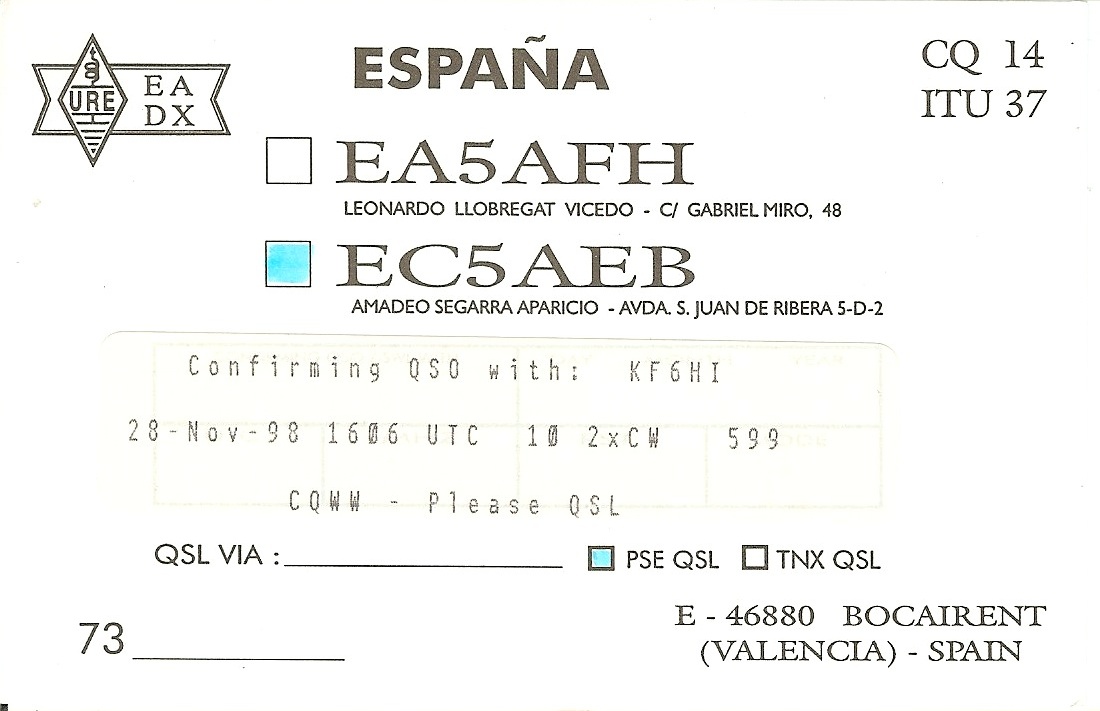 URE
EA
DX
ESPAÑA
CQ 14
ITU 37
EA5AFH
LEONARDO LLOBREGAT VICEDO - C/ GABRIEL MIRO, 48
EC5AEB
AMADEO SEGARRA APARICIO - AVDA. S. JUAN DE RIBERA 5-D-2
Confirming QSO with: KF6HI
28-Nov-98 1606 UTC 10 2xCW 599
CQWW - Please QSL
QSL VIA :
PSE QSL
TNX QSL
73
E - 46880 BOCAIRENT
(VALENCIA) - SPAIN